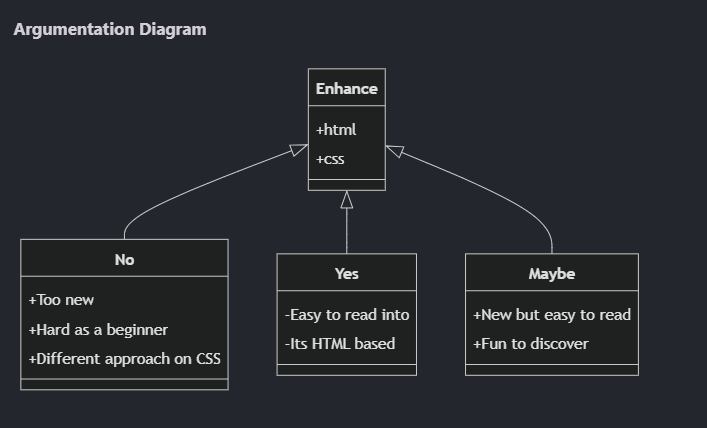 Argumentation Diagram
Enhance
+html
+css
No
+Too new
+Hard as a beginner
+Different approach on CSS
Yes
-Easy to read into
-Its HTML based
Maybe
+New but easy to read
+Fun to discover